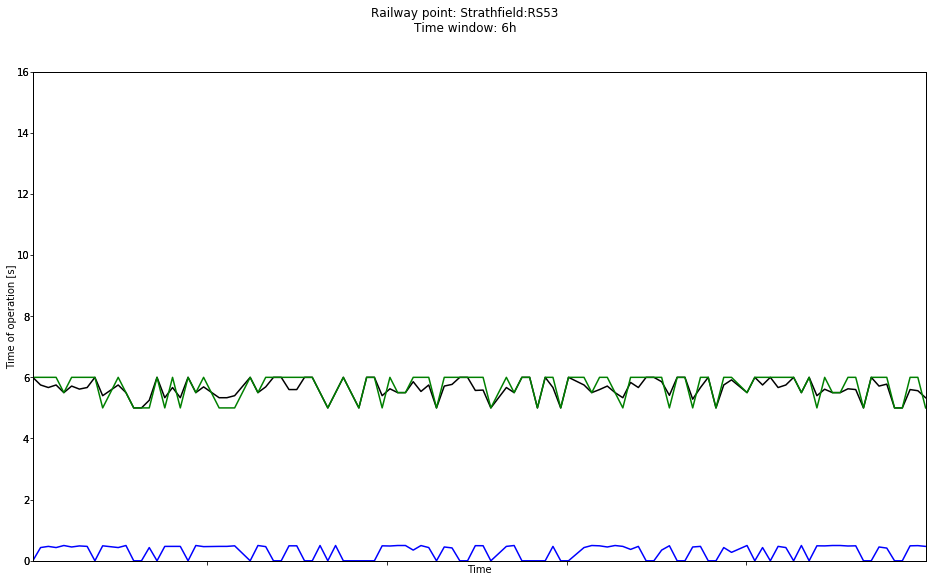 Railway point: Strathfield:RS53
Time window: 6h
16
14
12
10
8
6
4
2
0
Time of operation [s]
Time